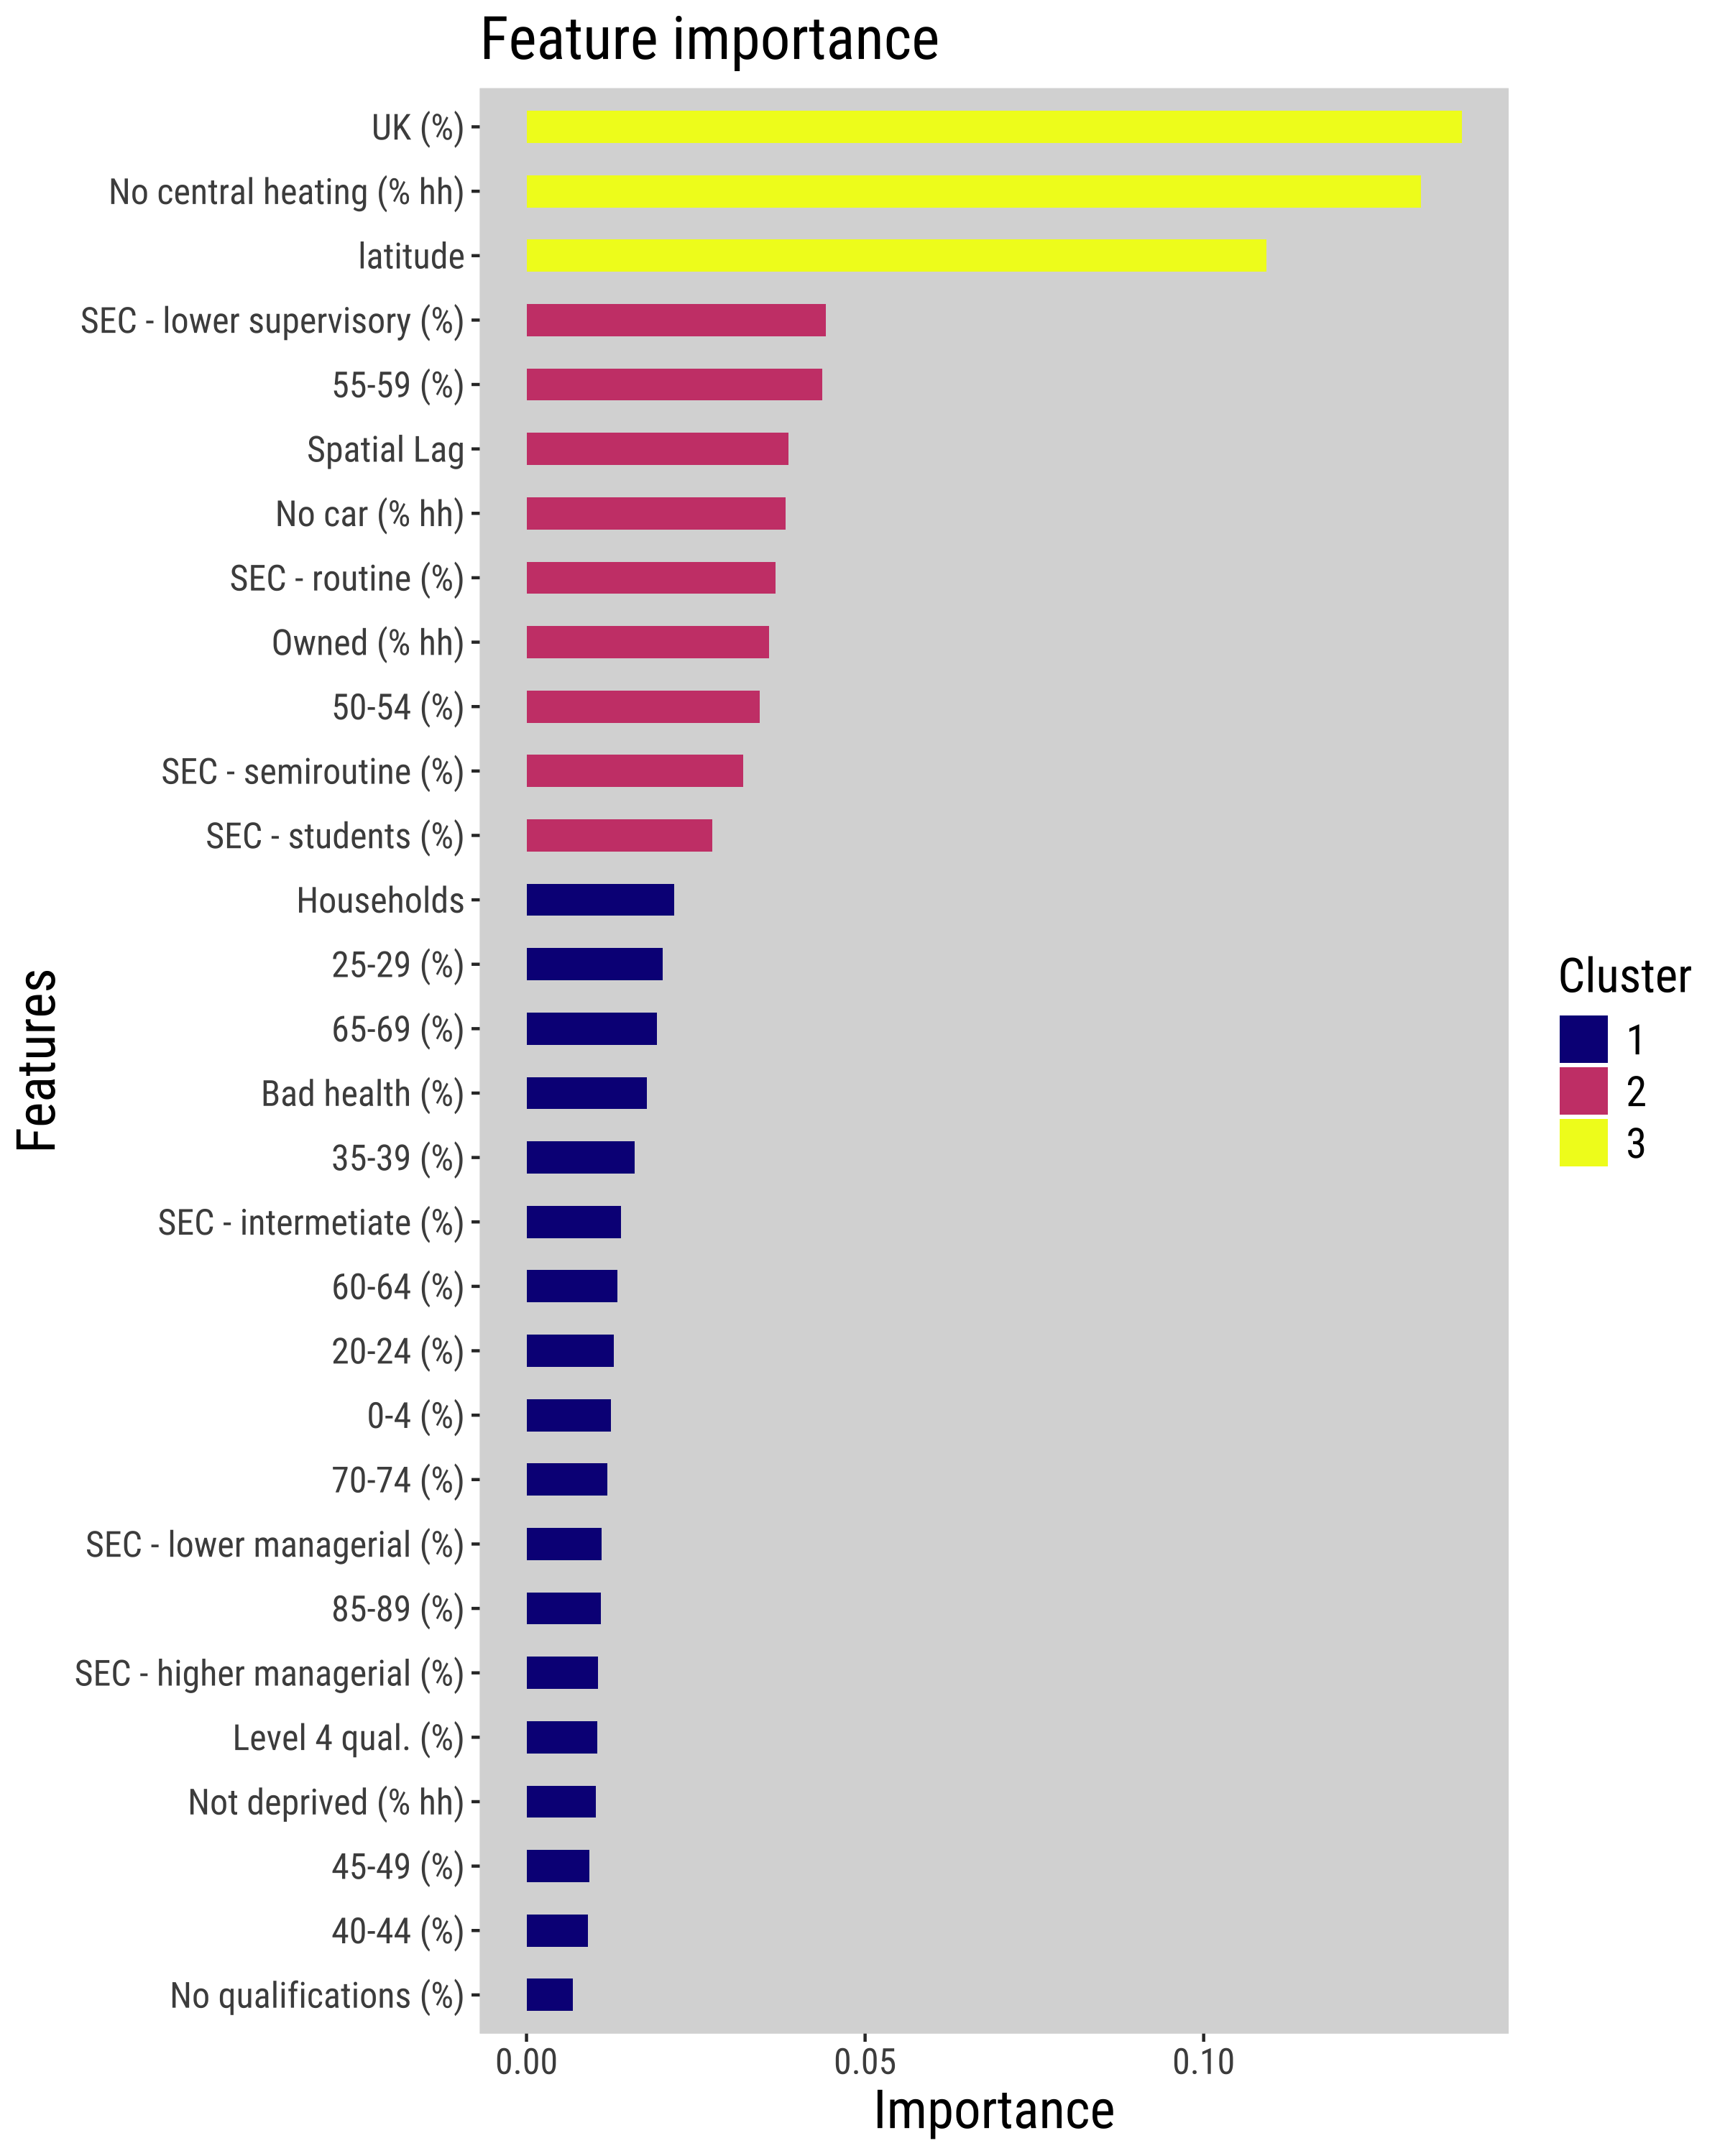 Feature importance
UK (%)
No central heating (% hh)
latitude
SEC - lower supervisory (%)
55-59 (%)
Spatial Lag
No car (% hh)
SEC - routine (%)
Owned (% hh)
50-54 (%)
SEC - semiroutine (%)
SEC - students (%)
Households
25-29 (%)
65-69 (%)
Bad health (%)
35-39 (%)
SEC - intermetiate (%)
60-64 (%)
20-24 (%)
0-4 (%)
70-74 (%)
SEC - lower managerial (%)
85-89 (%)
SEC - higher managerial (%)
Level 4 qual. (%)
Not deprived (% hh)
45-49 (%)
40-44 (%)
No qualifications (%)
Features
0.00 0.05 0.10
Importance
Cluster
1
2
3